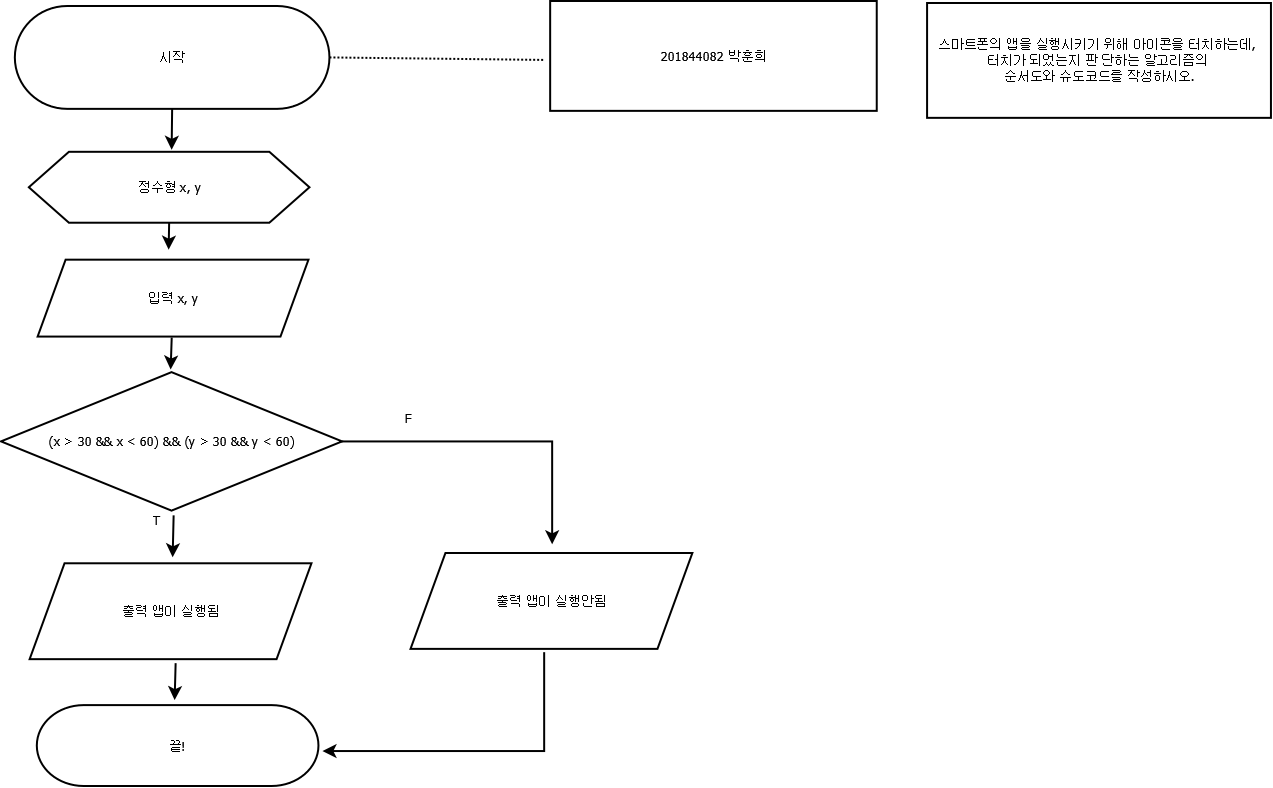 시작
201844082 박훈희
스마트폰의 앱을 실행시키기 위해 아이콘을 터치하는데,
터치가 되었는지 판단하는 알고리즘의
순서도와 슈도코드를 작성하시오.
정수형 x, y
입력 x, y
(x > 30 && x < 60) && (y > 30 && y < 60)
F
T
출력 앱이 실행됨
출력 앱이 실행안됨
끝!